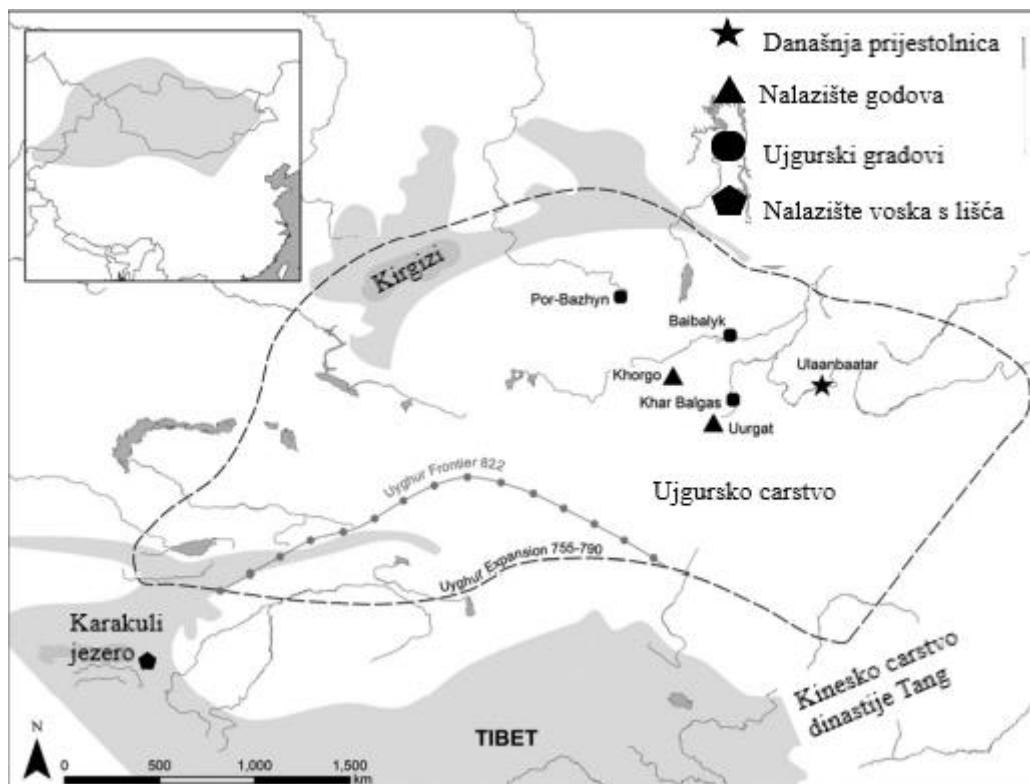 Današnja prijestolnica
Nalazište godova
Ujgurski gradovi
Nalazište voska s lišća
Kirgizi
Por-Bazhyn
Baibalyk
Ulaanbaatar
Khorgo
Khar Balgas
Uurgat
Uyghur Frontier 822
Ujgursko carstvo
Uyghur Expansion 755-790
Karakuli
jezero
Kinesko carstvo
dinastije Tang
TIBET
N
0 500 1,000 1,500
km